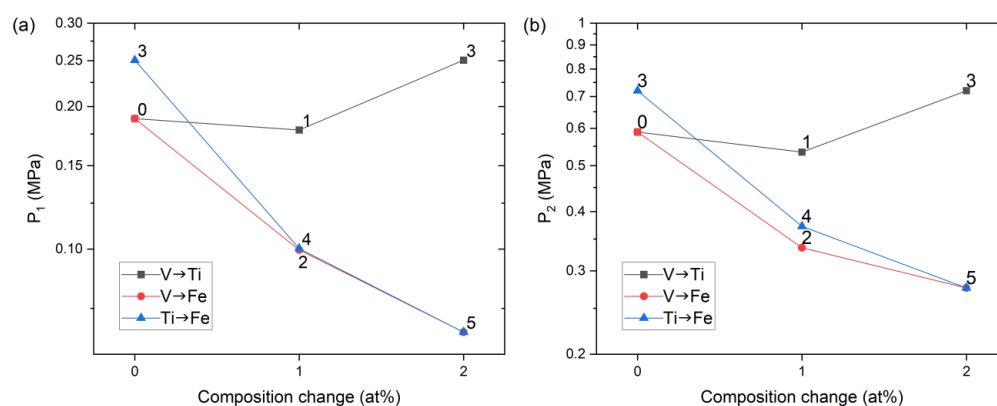 (a)
P₁ (MPa)
0.30
0.25
0.20
0.15
0.10
3
0
1
3
4
2
5
V→Ti
V→Fe
Ti→Fe
0 1 2
Composition change (at%)
(b)
P₂ (MPa)
1
0.9
0.8
0.7
0.6
0.5
0.4
0.3
0.2
3
0
1
3
4
2
5
V→Ti
V→Fe
Ti→Fe
0 1 2
Composition change (at%)